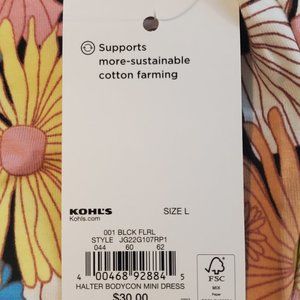 Supports
more-sustainable
cotton farming
KOHL'S
Kohls.com
SIZE L
001 BLCK FLRL
STYLE JG22G107RP1
044 60 62
4 00468 92884 5
HALTER BODYCON MINI DRESS
$30.00
FSC
MIX
Paper